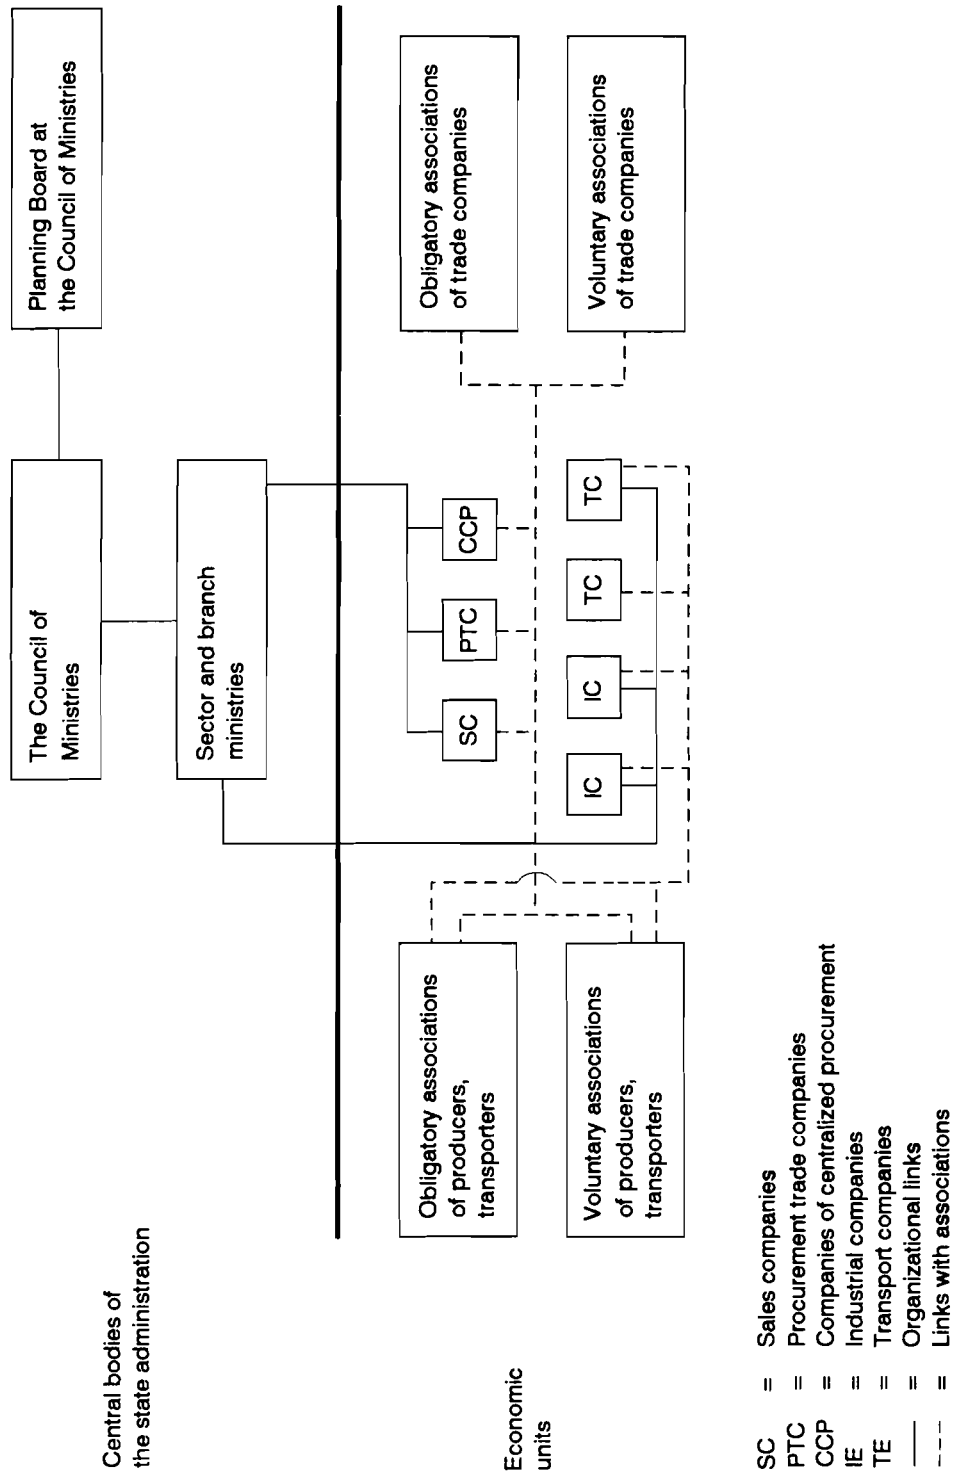 Central bodies of
the state administration
The Council of
Ministries
Planning Board at
the Council of Ministries
Sector and branch
ministries
Economic
units
Obligatory associations
of producers,
transporters
SC
PTC
CCP
Obligatory associations
of trade companies
Voluntary associations
of producers,
transporters
IC
IC
TC
TC
Voluntary associations
of trade companies
SC = Sales companies
PTC = Procurement trade companies
CCP = Companies of centralized procurement
IE = Industrial companies
TE = Transport companies
—— = Organizational links
---- = Links with associations